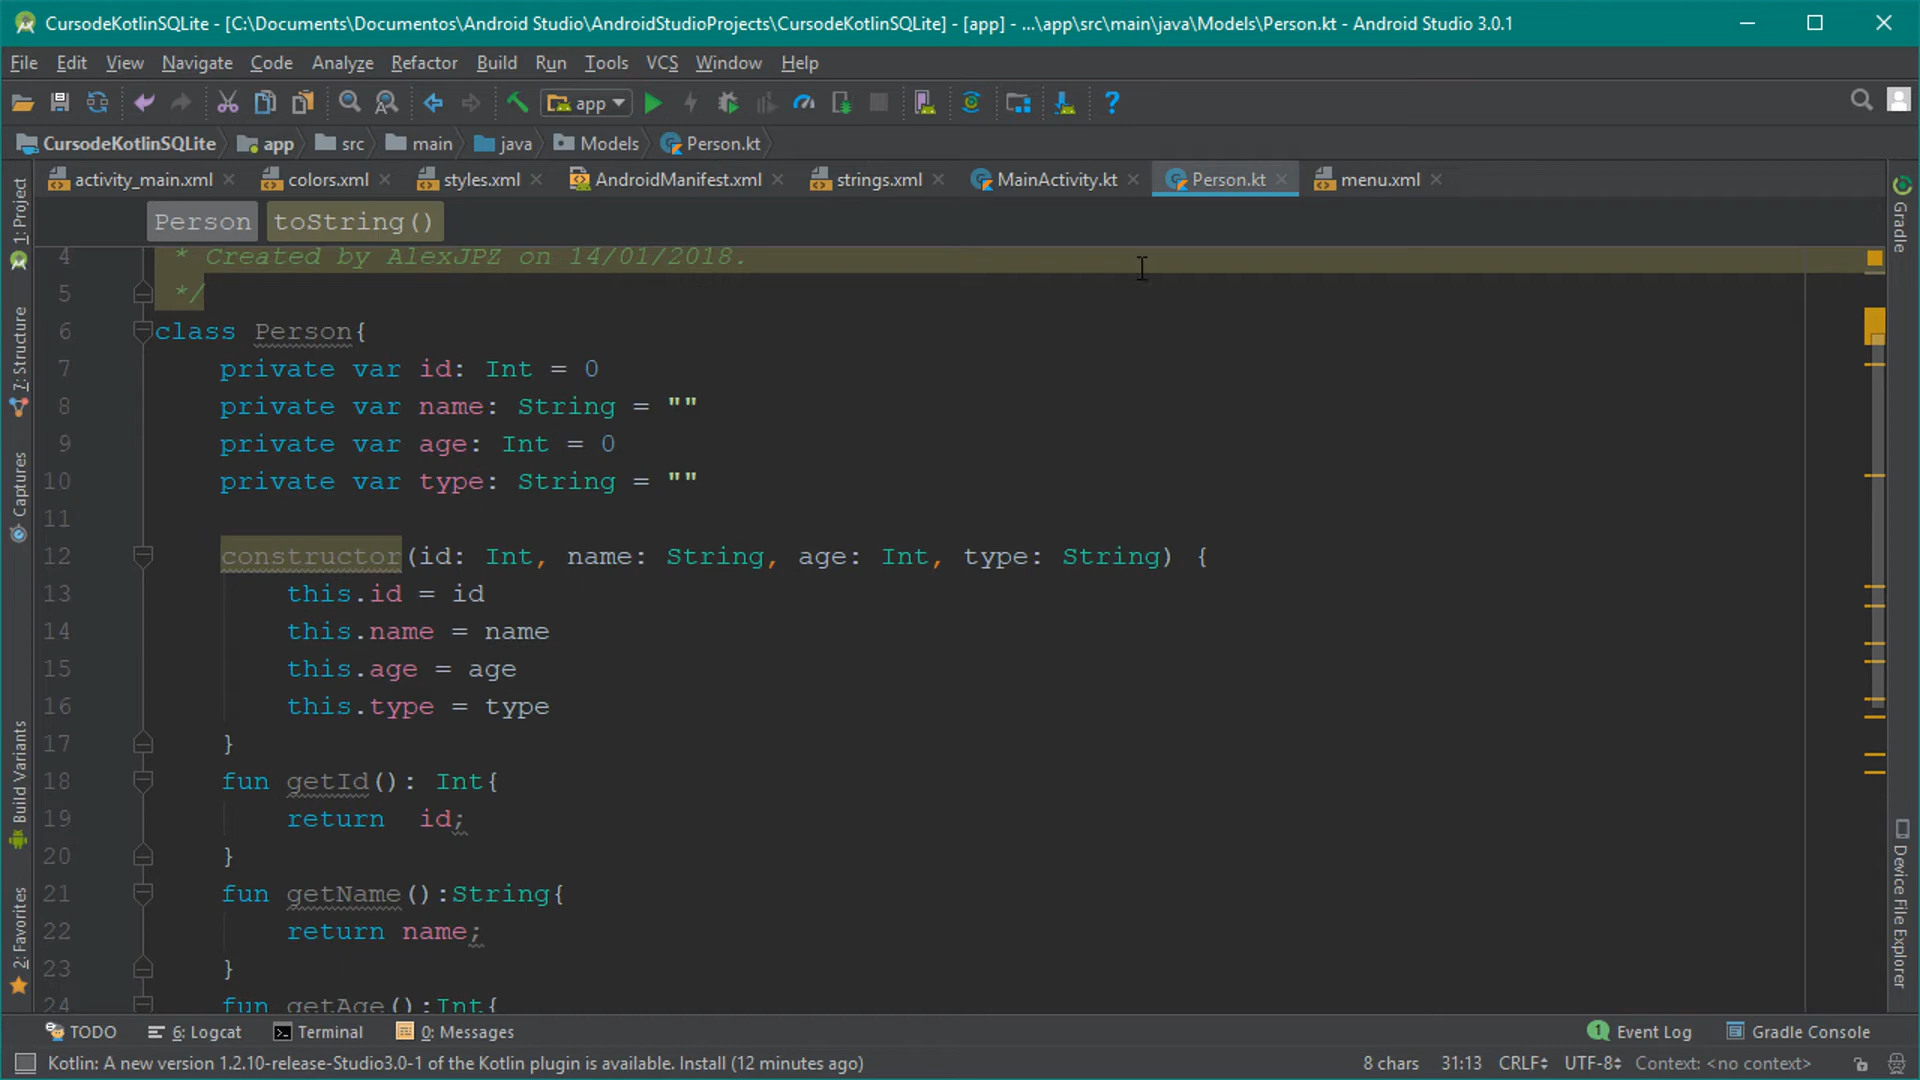 CursodeKotlinSQLite - [C:\Documents\Documentos\Android Studio\AndroidStudioProjects\CursodeKotlinSQLite] - [app] - ...\app\src\main\java\Models\Person.kt - Android Studio 3.0.1
File Edit View Navigate Code Analyze Refactor Build Run Tools VCS Window Help
app
CursodeKotlinSQLite app src main java Models Person.kt
activity_main.xml colors.xml styles.xml AndroidManifest.xml strings.xml MainActivity.kt Person.kt menu.xml
Person toString()
4 * Created by AlexJPZ on 14/01/2018.
5 */
6 class Person{
7 private var id: Int = 0
8 private var name: String = ""
9 private var age: Int = 0
10 private var type: String = ""
11
12 constructor(id: Int, name: String, age: Int, type: String) {
13 this.id = id
14 this.name = name
15 this.age = age
16 this.type = type
17 }
18 fun getId(): Int{
19 return  id;
20 }
21 fun getName():String{
22 return name;
23 }
24 fun getAge():Int{
1: Project
7: Structure
Captures
Build Variants
2: Favorites
Gradle
Device File Explorer
TODO 6: Logcat Terminal 0: Messages 1 Event Log Gradle Console
Kotlin: A new version 1.2.10-release-Studio3.0-1 of the Kotlin plugin is available. Install (12 minutes ago) 8 chars 31:13 CRLF UTF-8 Context: <no context>